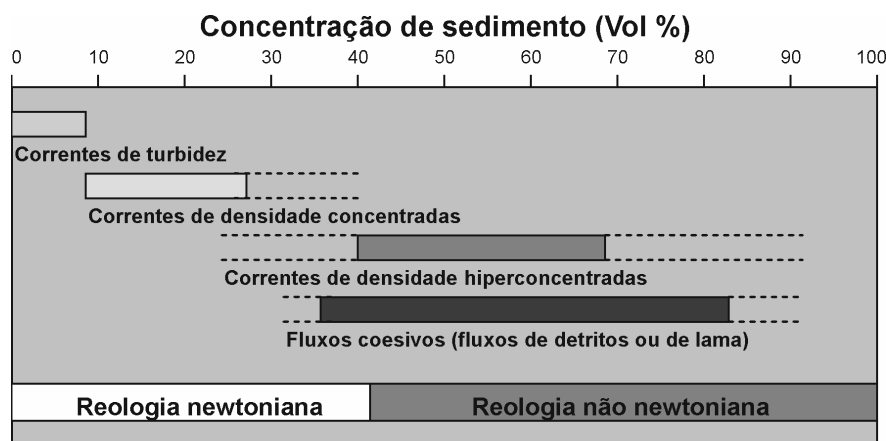 Concentração de sedimento (Vol %)
0 10 20 30 40 50 60 70 80 90 100
Correntes de turbidez
Correntes de densidade concentradas
Correntes de densidade hiperconcentradas
Fluxos coesivos (fluxos de detritos ou de lama)
Reologia newtoniana Reologia não newtoniana